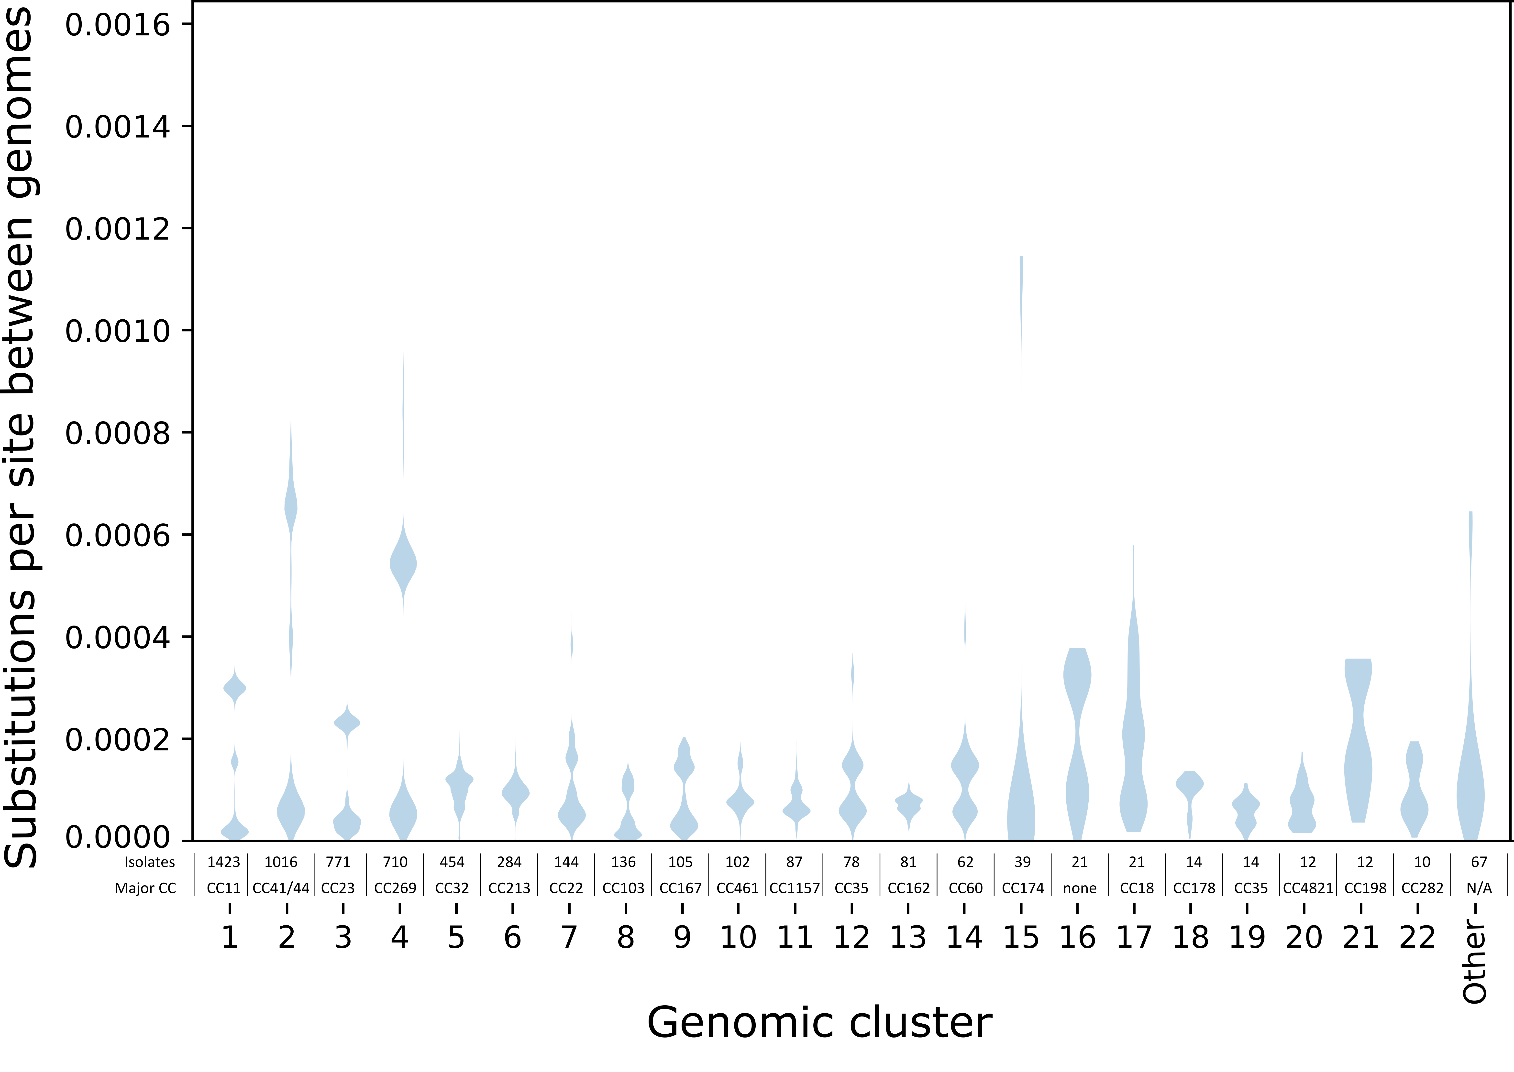 Substitutions per site between genomes
0.0016
0.0014
0.0012
0.0010
0.0008
0.0006
0.0004
0.0002
0.0000
Isolates 1423 1016 771 710 454 284 144 136 105 102 87 78 81 62 39 21 21 14 14 12 12 10 67
Major CC CC11 CC41/44 CC23 CC269 CC32 CC213 CC22 CC103 CC167 CC461 CC1157 CC35 CC162 CC60 CC174 none CC18 CC178 CC35 CC4821 CC198 CC282 N/A
1 2 3 4 5 6 7 8 9 10 11 12 13 14 15 16 17 18 19 20 21 22 Other
Genomic cluster